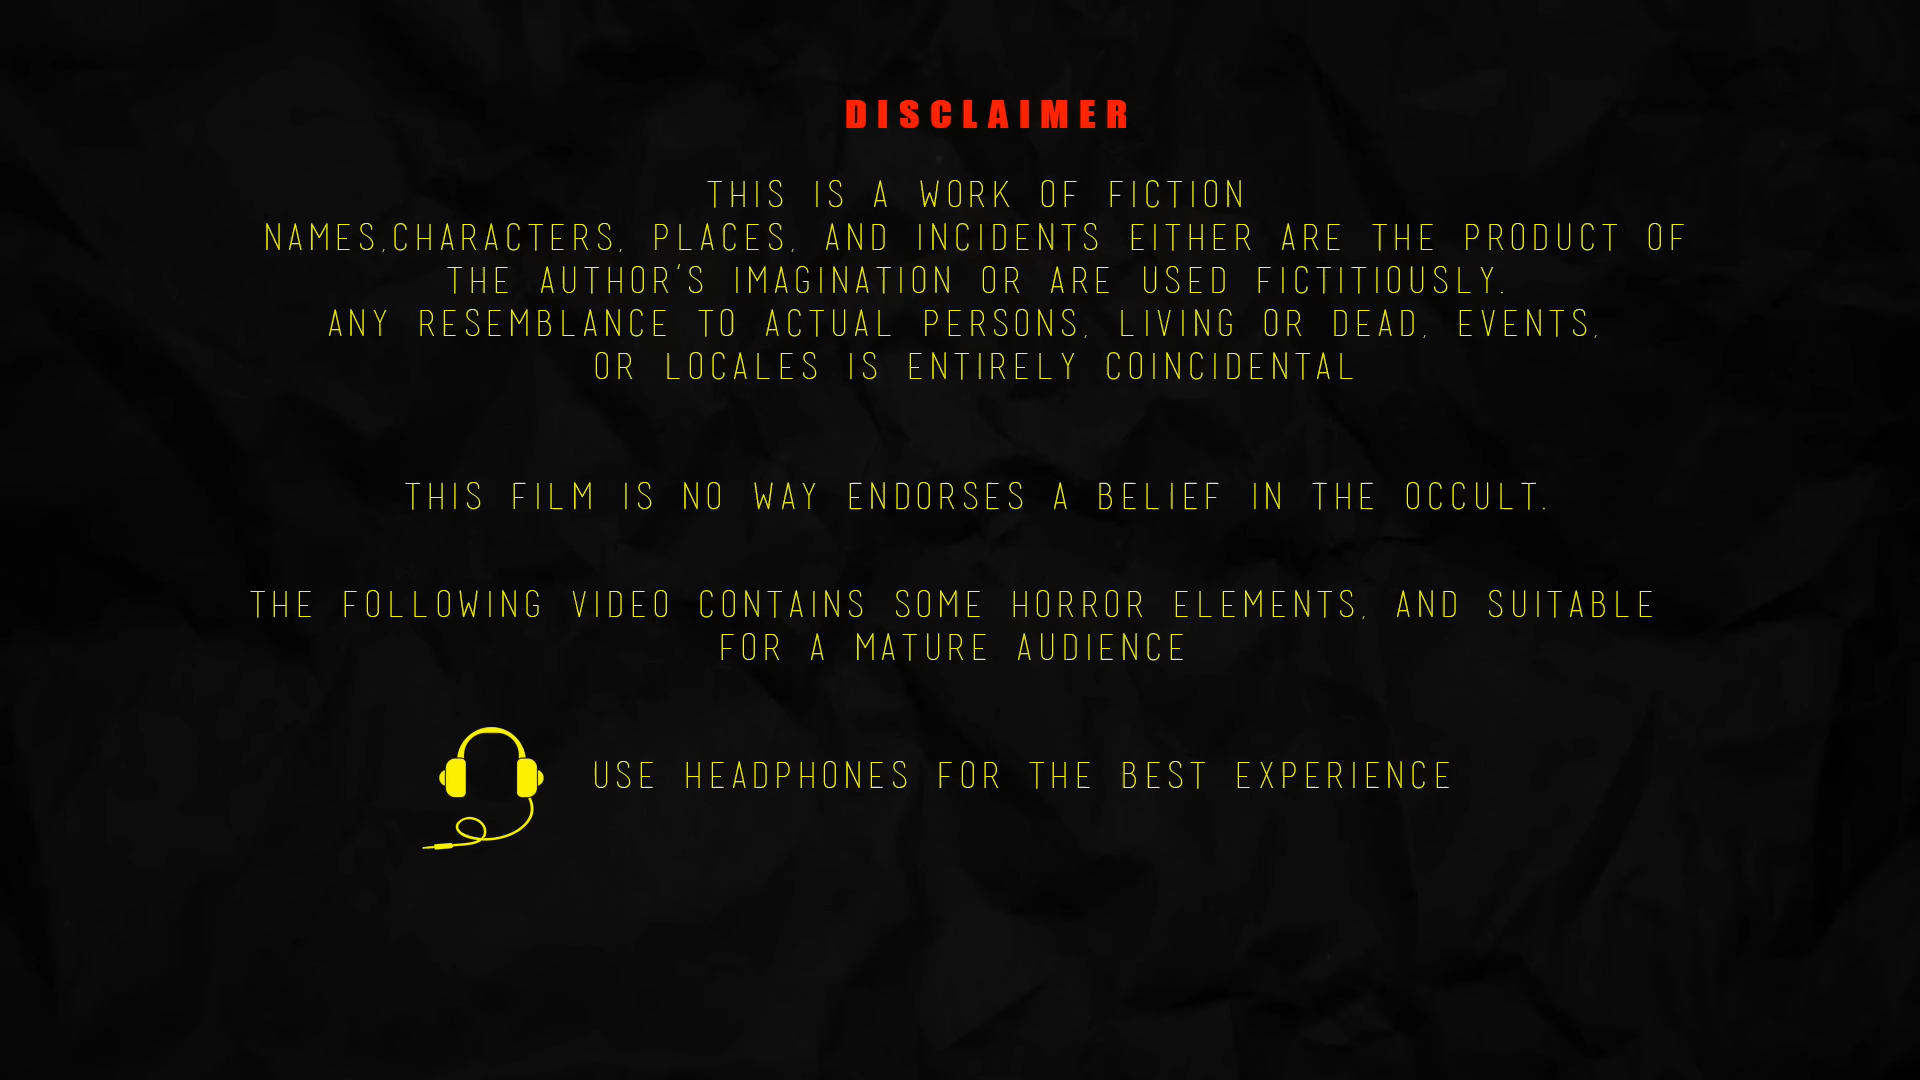 DISCLAIMER
THIS IS A WORK OF FICTION
NAMES,CHARACTERS, PLACES, AND INCIDENTS EITHER ARE THE PRODUCT OF
THE AUTHOR'S IMAGINATION OR ARE USED FICTITIOUSLY.
ANY RESEMBLANCE TO ACTUAL PERSONS, LIVING OR DEAD, EVENTS,
OR LOCALES IS ENTIRELY COINCIDENTAL
THIS FILM IS NO WAY ENDORSES A BELIEF IN THE OCCULT.
THE FOLLOWING VIDEO CONTAINS SOME HORROR ELEMENTS, AND SUITABLE
FOR A MATURE AUDIENCE
USE HEADPHONES FOR THE BEST EXPERIENCE